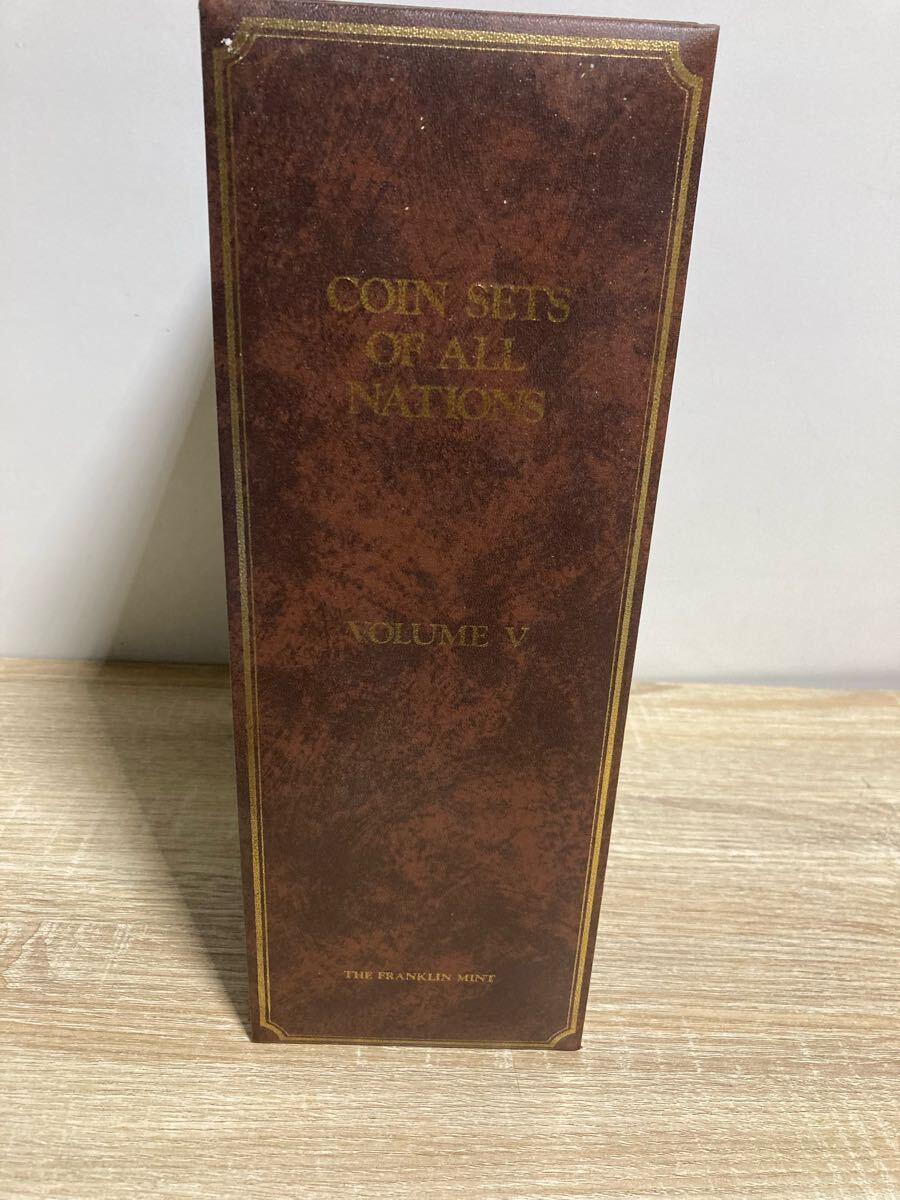 COIN SETS
OF ALL
NATIONS
VOLUME V
THE FRANKLIN MINT